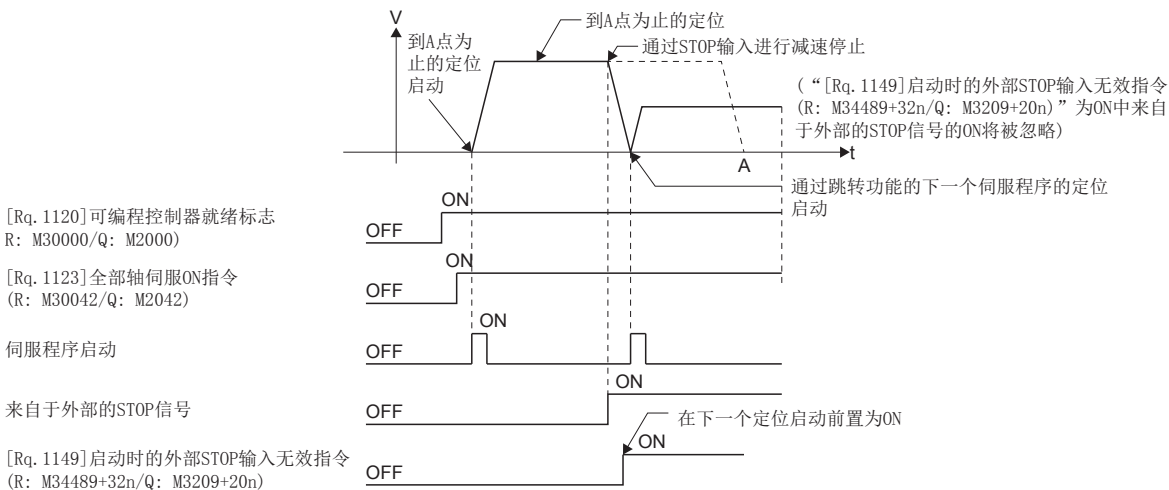 V
到A点为
止的定位
启动
到A点为止的定位
通过STOP输入进行减速停止
(“[Rq.1149]启动时的外部STOP输入无效指令
(R: M34489+32n/Q: M3209+20n)”为ON中来自
于外部的STOP信号的ON将被忽略)
A
t
通过跳转功能的下一个伺服程序的定位
启动
[Rq.1120]可编程控制器就绪标志
R: M30000/Q: M2000)
OFF
ON
[Rq.1123]全部轴伺服ON指令
(R: M30042/Q: M2042)
OFF
ON
伺服程序启动
OFF
ON
来自于外部的STOP信号
OFF
ON
在下一个定位启动前置为ON
[Rq.1149]启动时的外部STOP输入无效指令
(R: M34489+32n/Q: M3209+20n)
OFF
ON